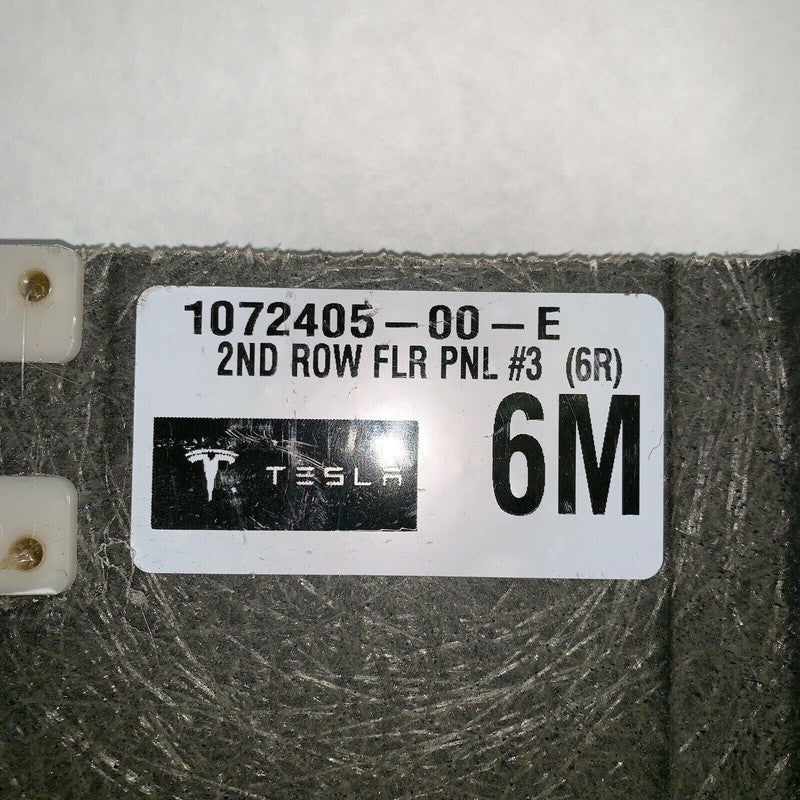 1072405-00-E
2ND ROW FLR PNL #3 (6R)
6M
TESLA